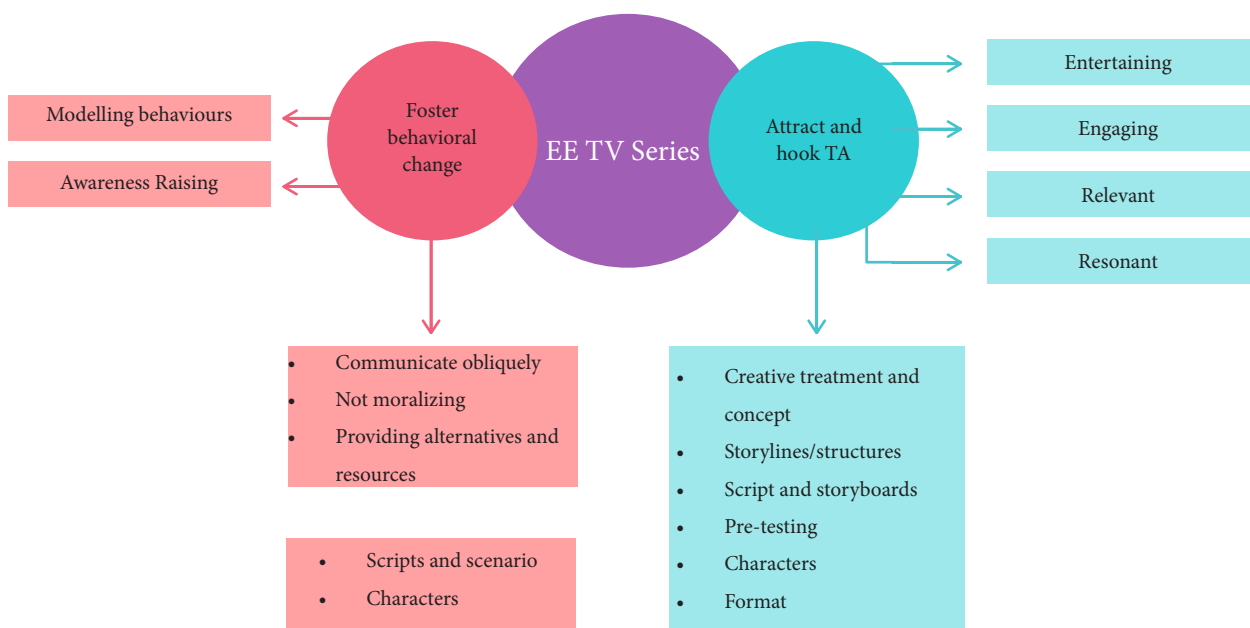 Modelling behaviours
Awareness Raising
Foster
behavioral
change
EE TV Series
Attract and
hook TA
Entertaining
Engaging
Relevant
Resonant
• Communicate obliquely
• Not moralizing
• Providing alternatives and
resources
• Scripts and scenario
• Characters
• Creative treatment and
concept
• Storylines/structures
• Script and storyboards
• Pre-testing
• Characters
• Format